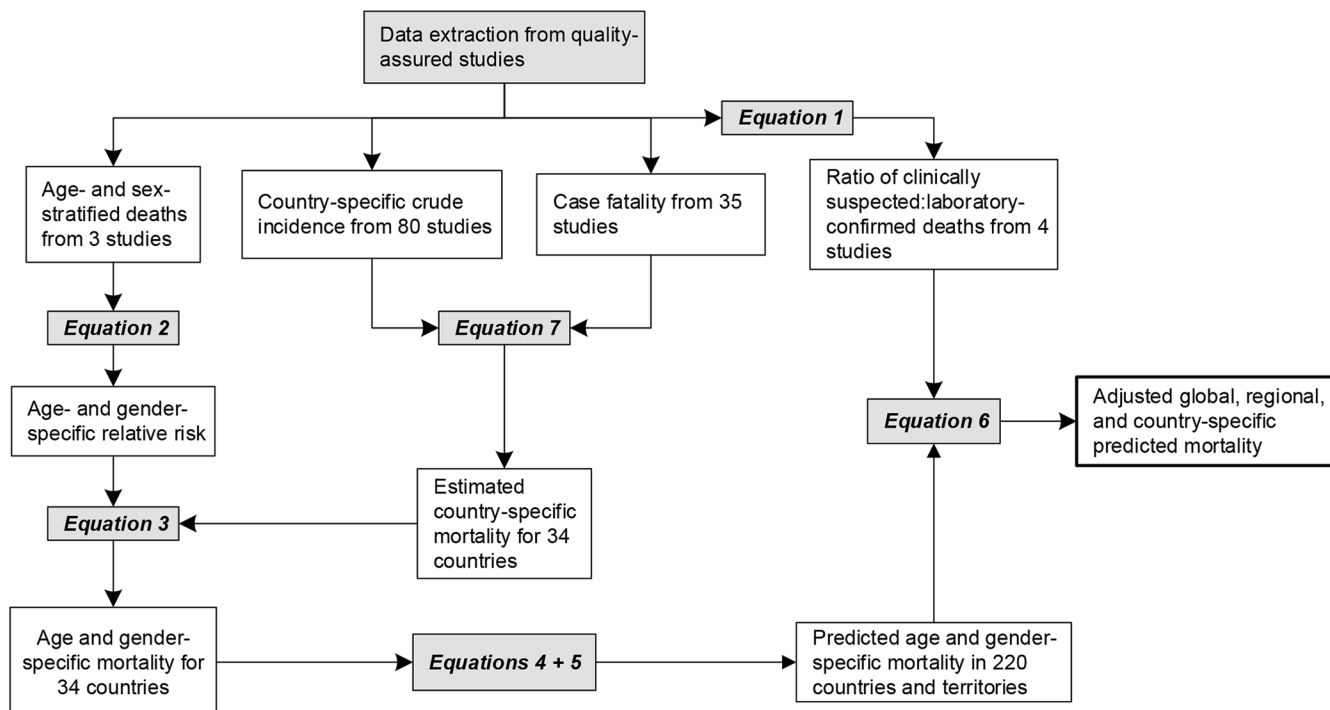 Data extraction from quality-
assured studies
Equation 1
Age- and sex-
stratified deaths
from 3 studies
Country-specific crude
incidence from 80 studies
Case fatality from 35
studies
Ratio of clinically
suspected:laboratory-
confirmed deaths from 4
studies
Equation 2
Equation 7
Age- and gender-
specific relative risk
Equation 6
Adjusted global, regional,
and country-specific
predicted mortality
Equation 3
Estimated
country-specific
mortality for 34
countries
Age and gender-
specific mortality for
34 countries
Equations 4 + 5
Predicted age and gender-
specific mortality in 220
countries and territories